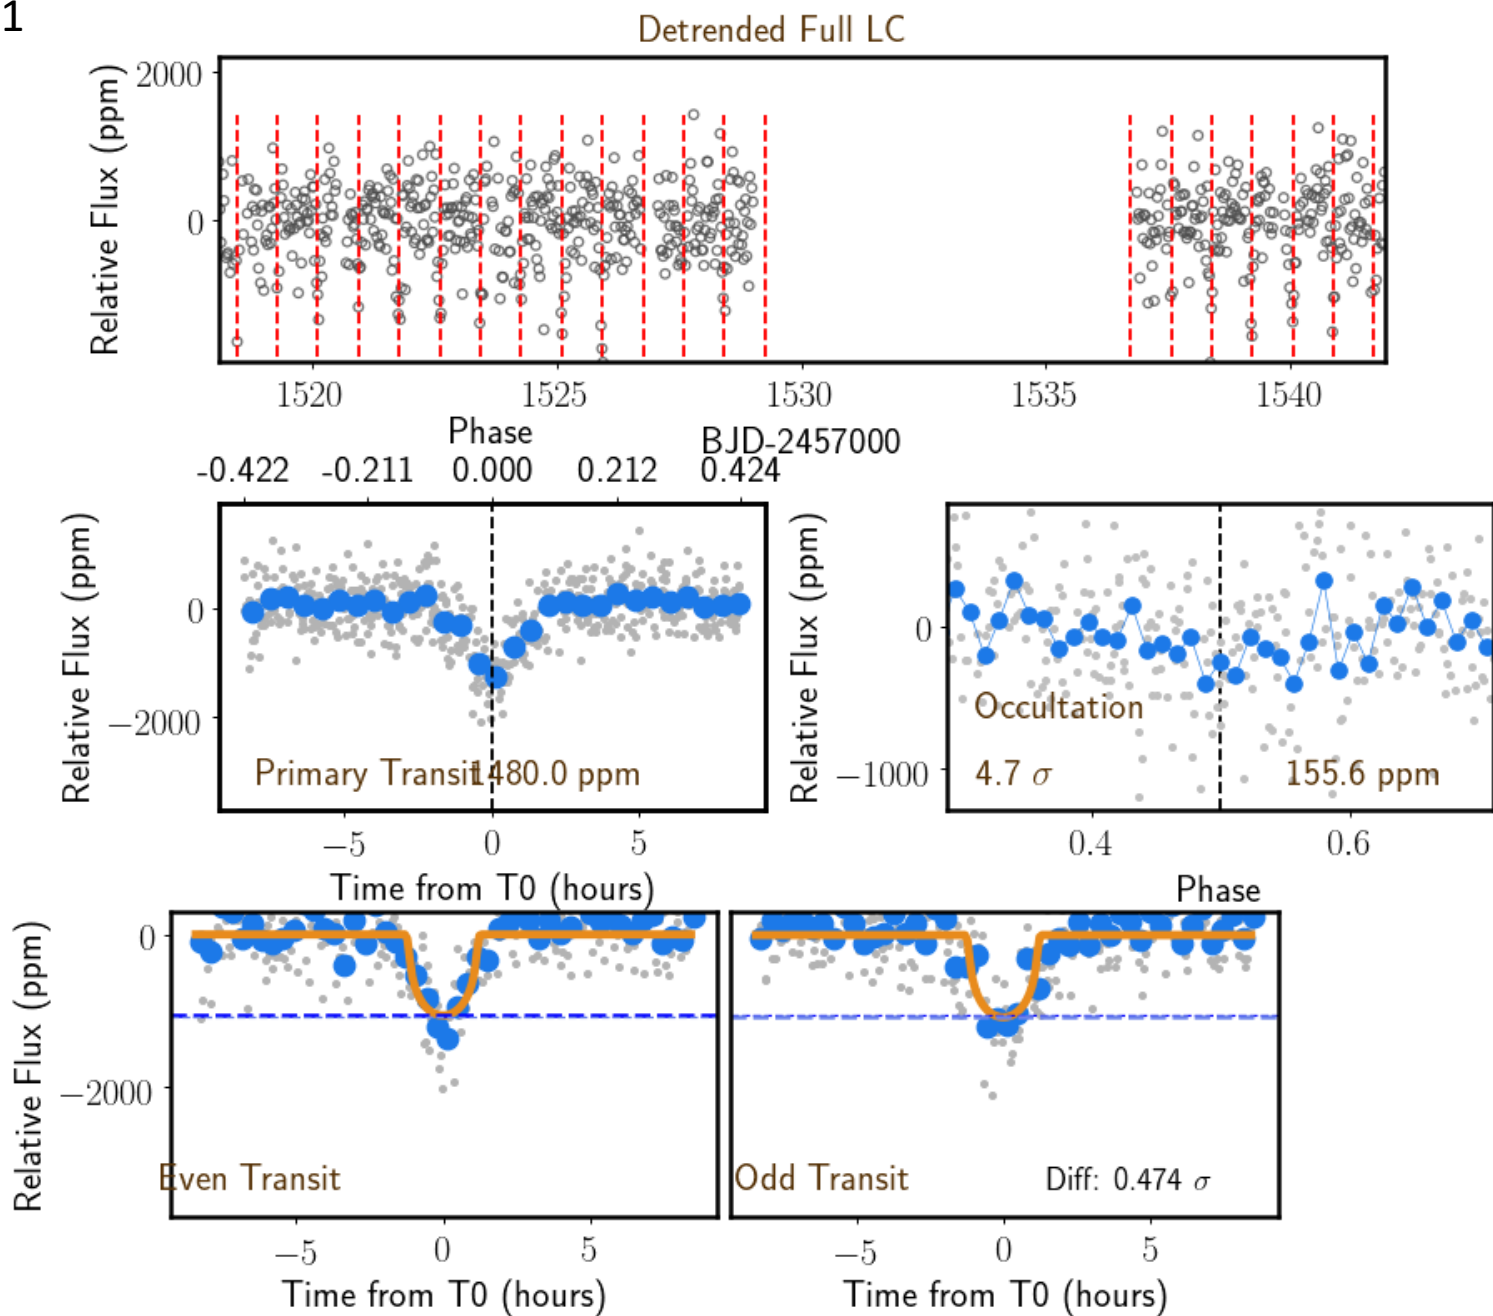 1
Detrended Full LC
Relative Flux (ppm)
2000
0
1520 1525 1530 1535 1540
BJD-2457000
Phase
-0.422 -0.211 0.000 0.212 0.424
Relative Flux (ppm)
0
−2000
Primary Transit 1480.0 ppm
−5 0 5
Time from T0 (hours)
Relative Flux (ppm)
0
−1000
Occultation
4.7 σ 155.6 ppm
0.4 0.6
Phase
Relative Flux (ppm)
0
−2000
Even Transit
−5 0 5
Time from T0 (hours)
Odd Transit Diff: 0.474 σ
−5 0 5
Time from T0 (hours)